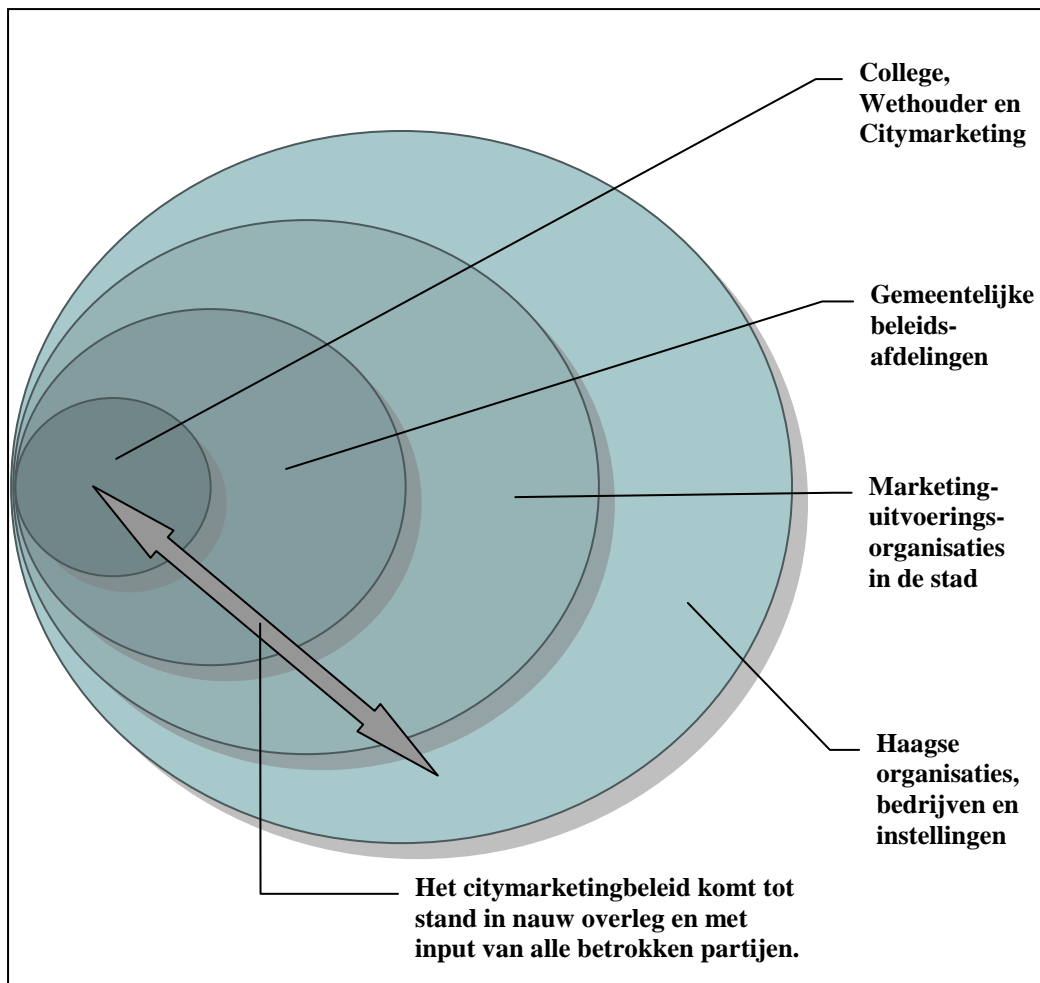 College,
Wethouder en
Citymarketing
Gemeentelijke
beleids-
afdelingen
Marketing-
uitvoerings-
organisaties
in de stad
Haagse
organisaties,
bedrijven en
instellingen
Het citymarketingbeleid komt tot
stand in nauw overleg en met
input van alle betrokken partijen.